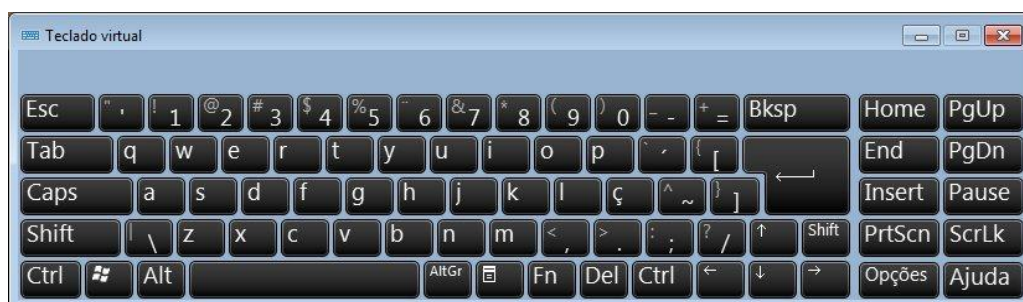 Teclado virtual
Esc " ' ! 1 @ 2 # 3 $ 4 % 5 ¨ 6 & 7 * 8 ( 9 ) 0 _ - + = Bksp Home PgUp
Tab q w e r t y u i o p ` ´ { [ End PgDn
Caps a s d f g h j k l ç ^ ~ } ] Insert Pause
Shift | \ z x c v b n m < , > . : ; ? / ↑ Shift PrtScn ScrLk
Ctrl Alt AltGr Fn Del Ctrl ← ↓ → Opções Ajuda